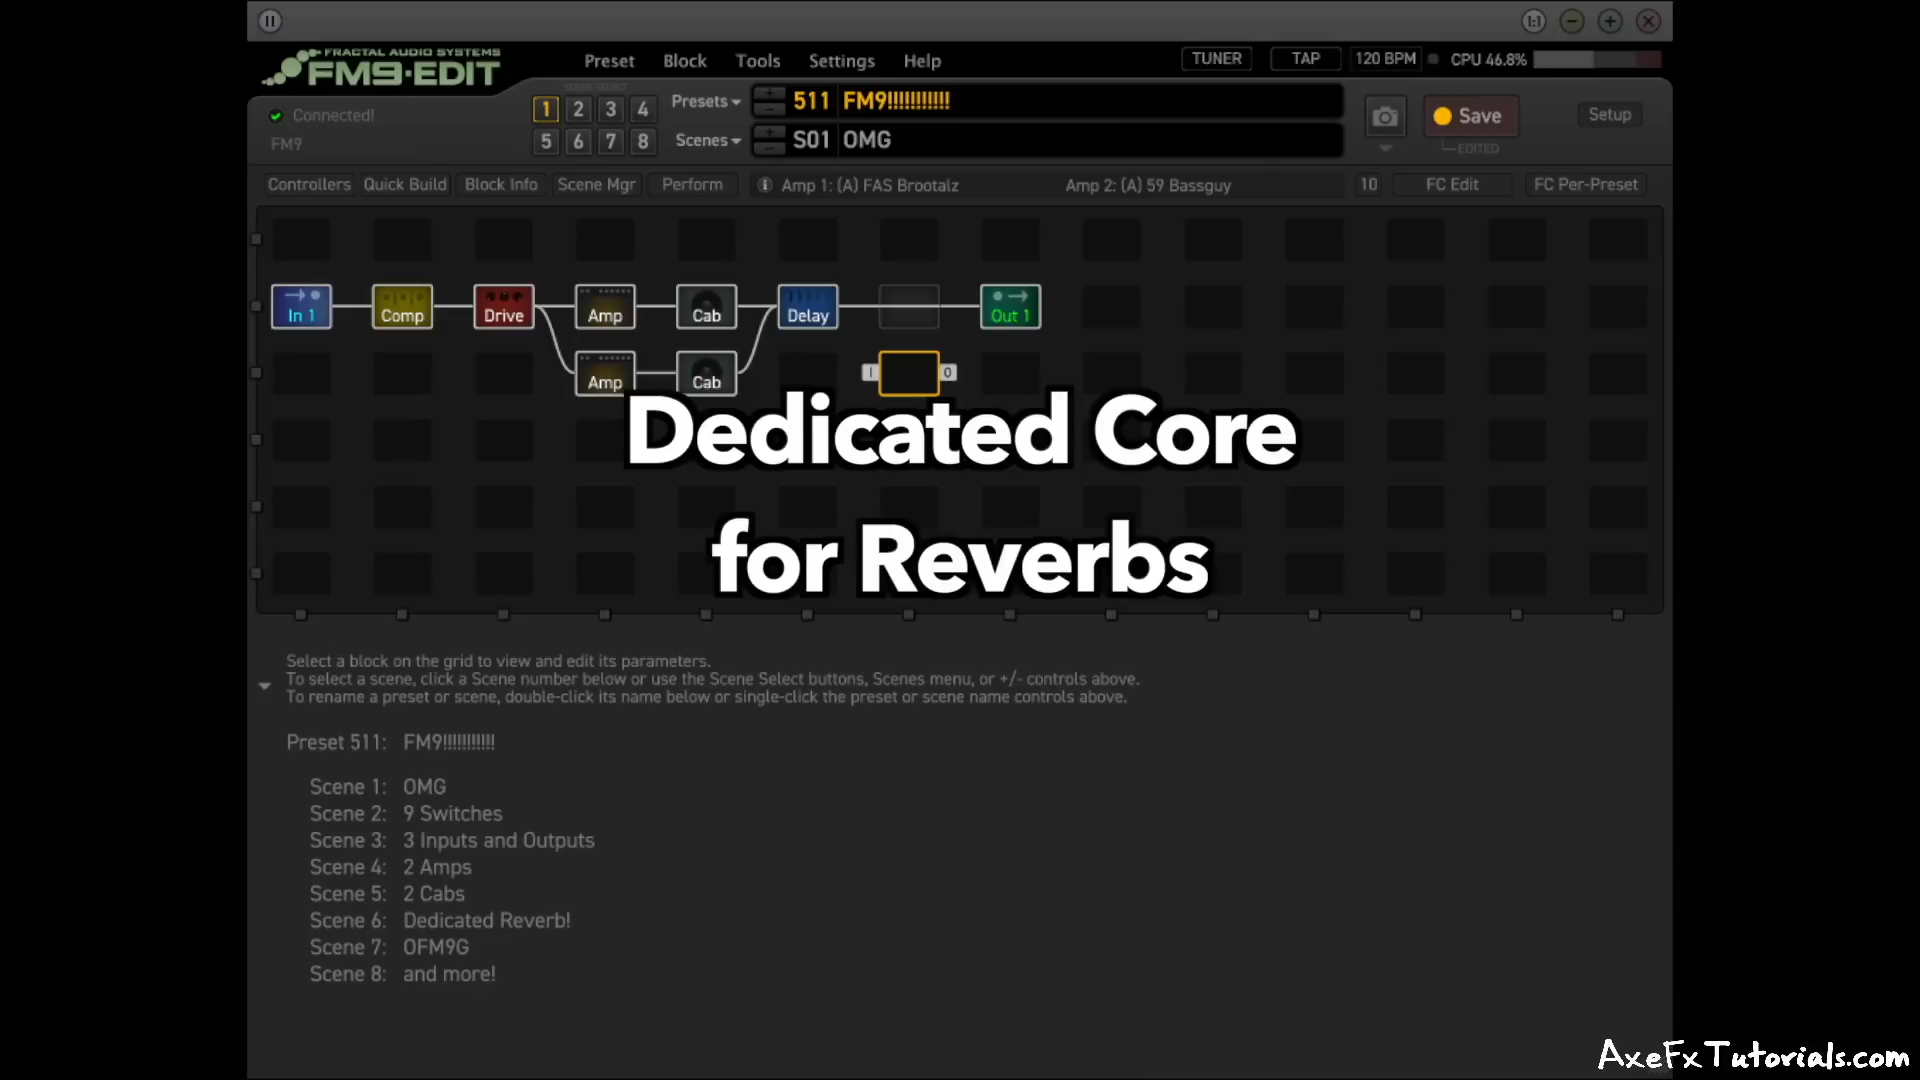 1:1
FRACTAL AUDIO SYSTEMS
FM9-EDIT
Preset Block Tools Settings Help
TUNER TAP 120 BPM CPU 46.8%
Connected!
FM9
SCENE SELECT
1 2 3 4
5 6 7 8
Presets 511 FM9!!!!!!!!!!!
Scenes S01 OMG
Save
EDITED
Setup
Controllers Quick Build Block Info Scene Mgr Perform Amp 1: (A) FAS Brootalz Amp 2: (A) 59 Bassguy 10 FC Edit FC Per-Preset
In 1 Comp Drive Amp Cab Delay Out 1
Amp Cab I O
Dedicated Core
for Reverbs
Select a block on the grid to view and edit its parameters.
To select a scene, click a Scene number below or use the Scene Select buttons, Scenes menu, or +/- controls above.
To rename a preset or scene, double-click its name below or single-click the preset or scene name controls above.
Preset 511: FM9!!!!!!!!!!!
Scene 1: OMG
Scene 2: 9 Switches
Scene 3: 3 Inputs and Outputs
Scene 4: 2 Amps
Scene 5: 2 Cabs
Scene 6: Dedicated Reverb!
Scene 7: OFM9G
Scene 8: and more!
AxeFxTutorials.com